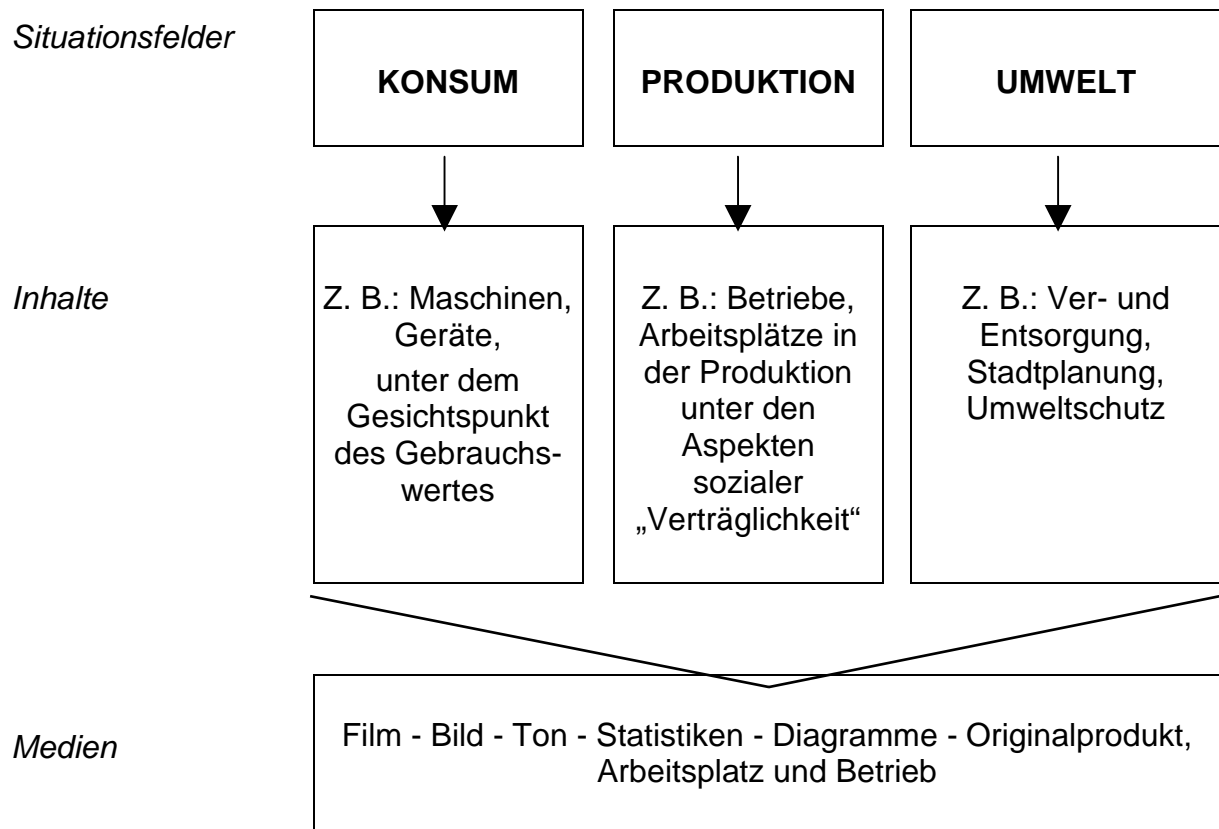 Situationsfelder
KONSUM
PRODUKTION
UMWELT
Inhalte
Z. B.: Maschinen,
Geräte,
unter dem
Gesichtspunkt
des Gebrauchs-
wertes
Z. B.: Betriebe,
Arbeitsplätze in
der Produktion
unter den
Aspekten
sozialer
„Verträglichkeit“
Z. B.: Ver- und
Entsorgung,
Stadtplanung,
Umweltschutz
Medien
Film - Bild - Ton - Statistiken - Diagramme - Originalprodukt,
Arbeitsplatz und Betrieb